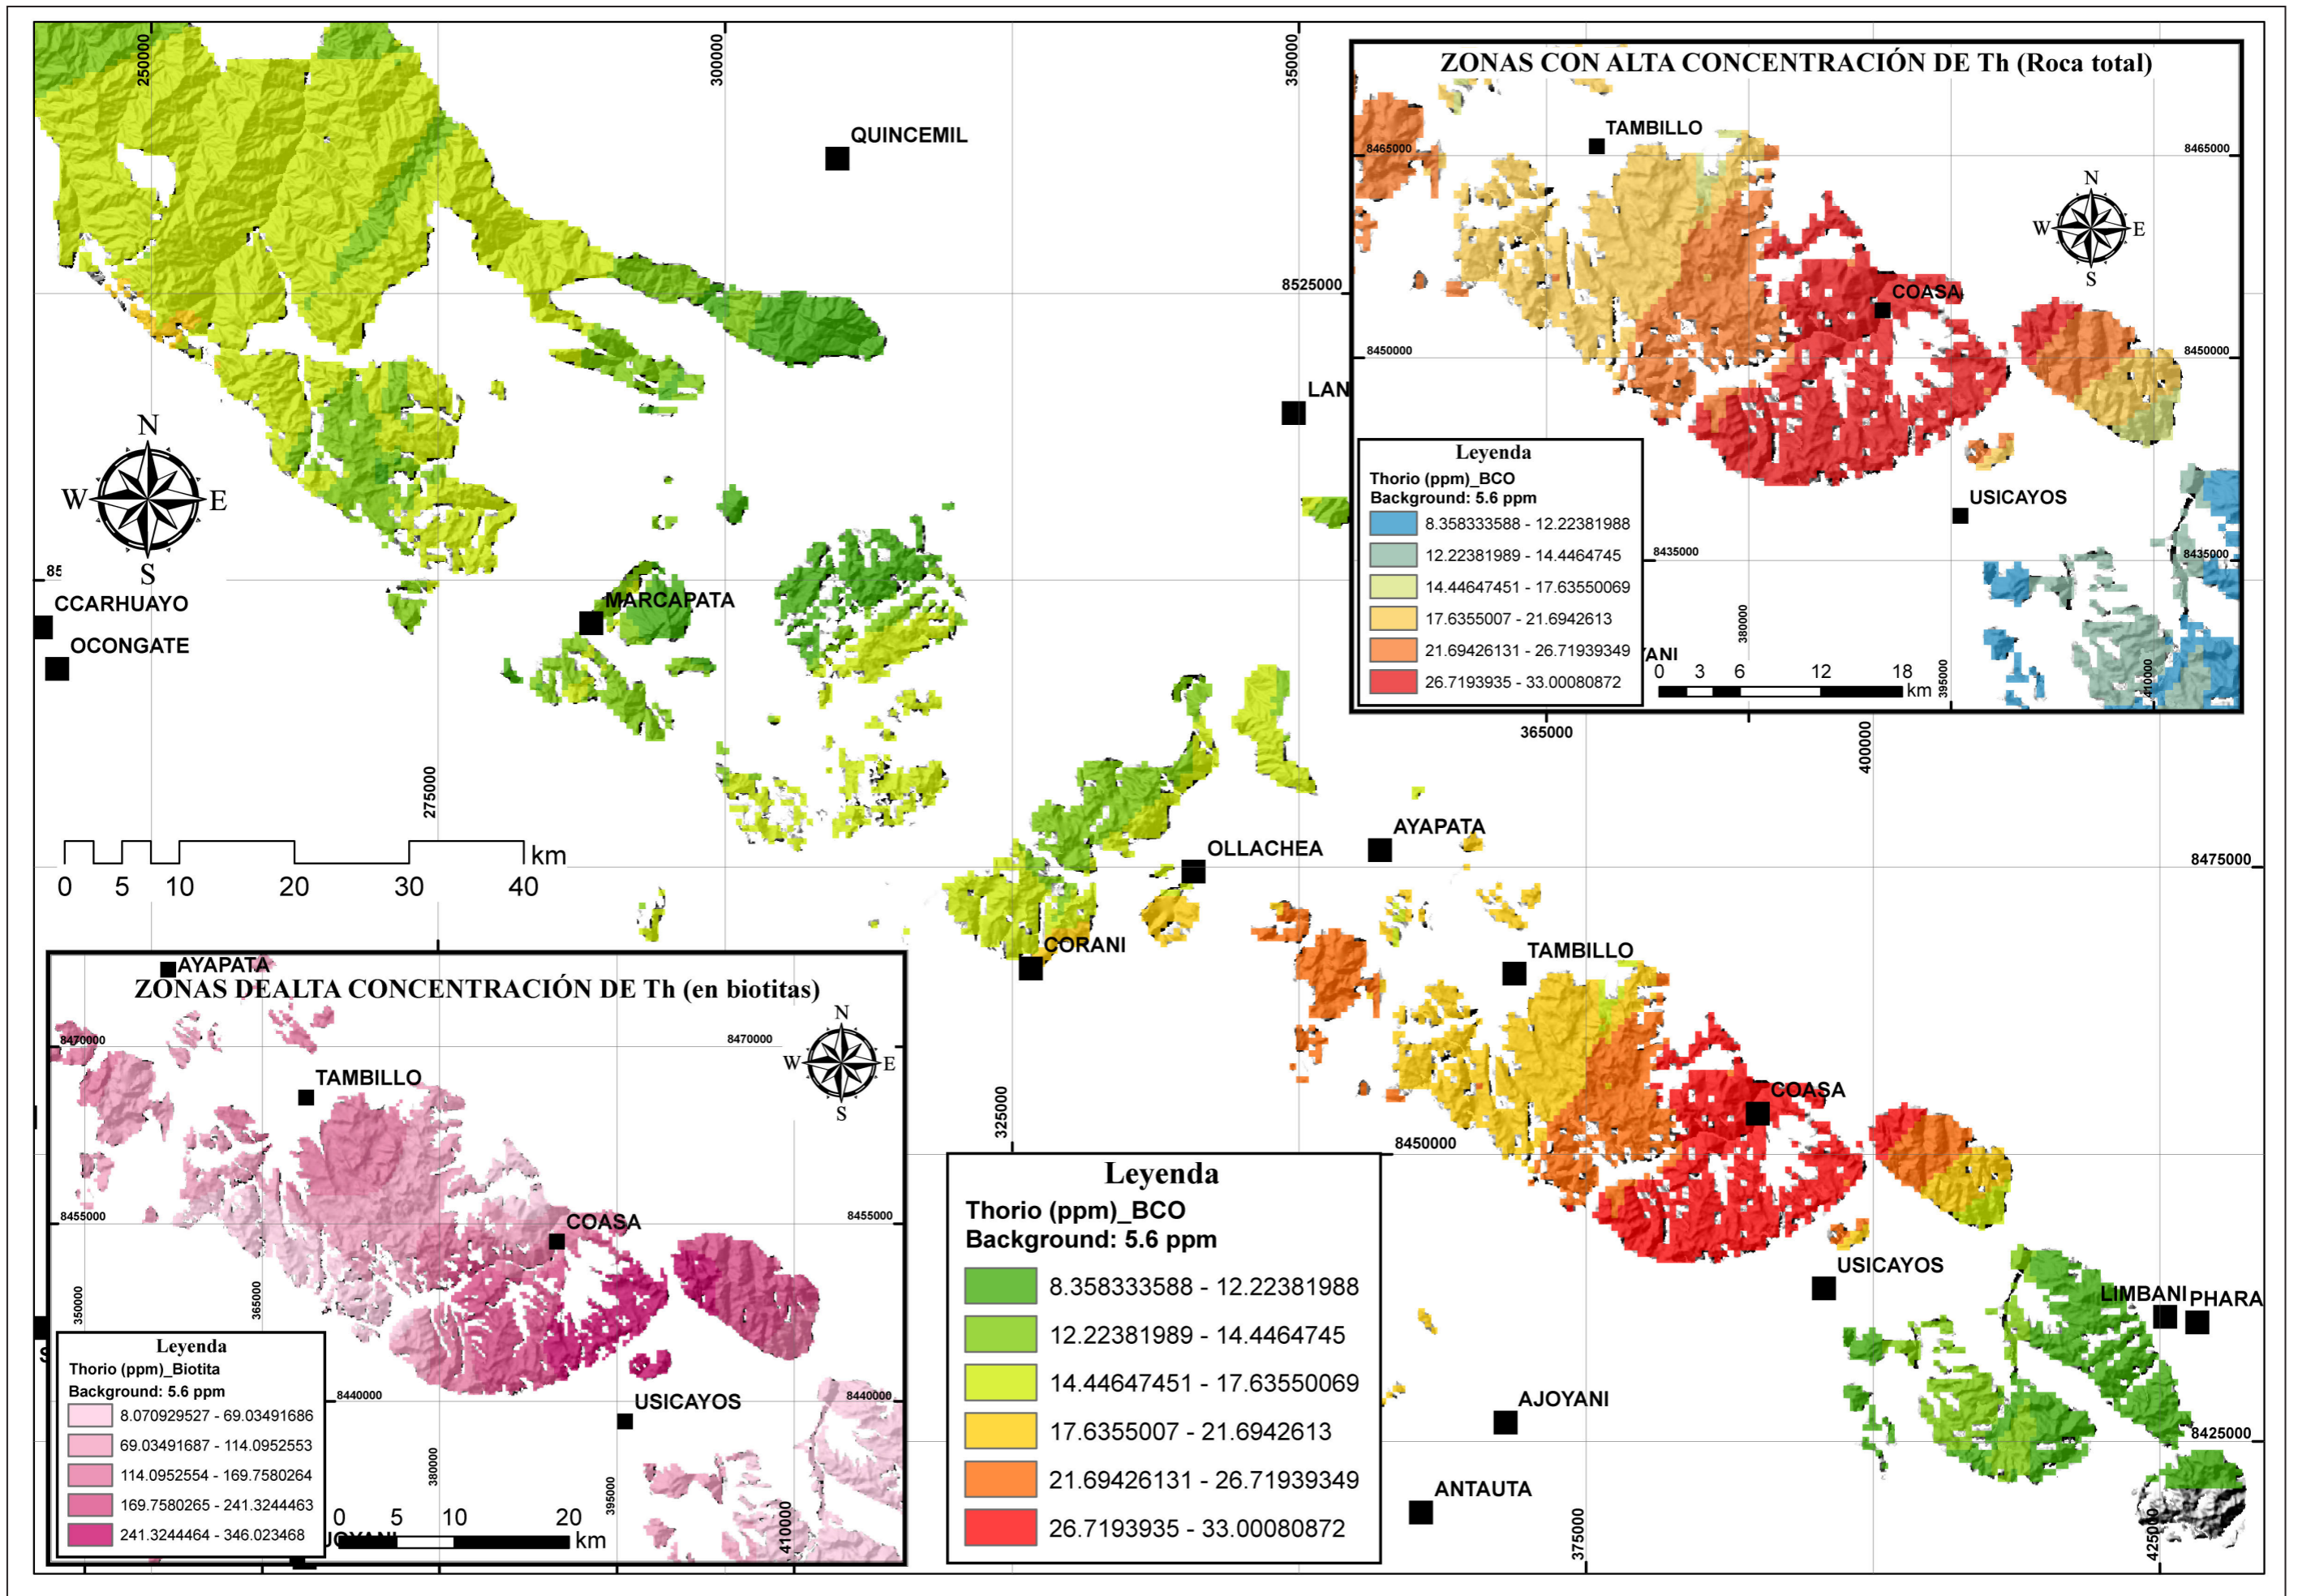 250000
300000
350000
QUINCEMIL
8525000
LAN
N
W E
S
85
CCARHUAYO
OCONGATE
MARCAPATA
275000
km
0 5 10 20 30 40
OLLACHEA
AYAPATA
CORANI
TAMBILLO
COASA
400000
8475000
325000
8450000
USICAYOS
LIMBANI
PHARA
AJOYANI
ANTAUTA
8425000
375000
425000
ZONAS CON ALTA CONCENTRACIÓN DE Th (Roca total)
TAMBILLO
8465000
8465000
N
W E
S
COASA
8450000
8450000
USICAYOS
8435000
8435000
380000
395000
410000
365000
YANI
0 3 6 12 18
km
Leyenda
Thorio (ppm)_BCO
Background: 5.6 ppm
8.358333588 - 12.22381988
12.22381989 - 14.4464745
14.44647451 - 17.63550069
17.6355007 - 21.6942613
21.69426131 - 26.71939349
26.7193935 - 33.00080872
AYAPATA
ZONAS DEALTA CONCENTRACIÓN DE Th (en biotitas)
N
W E
S
8470000
8470000
TAMBILLO
8455000
8455000
COASA
350000
365000
8440000
8440000
USICAYOS
380000
395000
410000
Leyenda
Thorio (ppm)_Biotita
Background: 5.6 ppm
8.070929527 - 69.03491686
69.03491687 - 114.0952553
114.0952554 - 169.7580264
169.7580265 - 241.3244463
241.3244464 - 346.023468
0 5 10 20
km
JOYANI
Leyenda
Thorio (ppm)_BCO
Background: 5.6 ppm
8.358333588 - 12.22381988
12.22381989 - 14.4464745
14.44647451 - 17.63550069
17.6355007 - 21.6942613
21.69426131 - 26.71939349
26.7193935 - 33.00080872